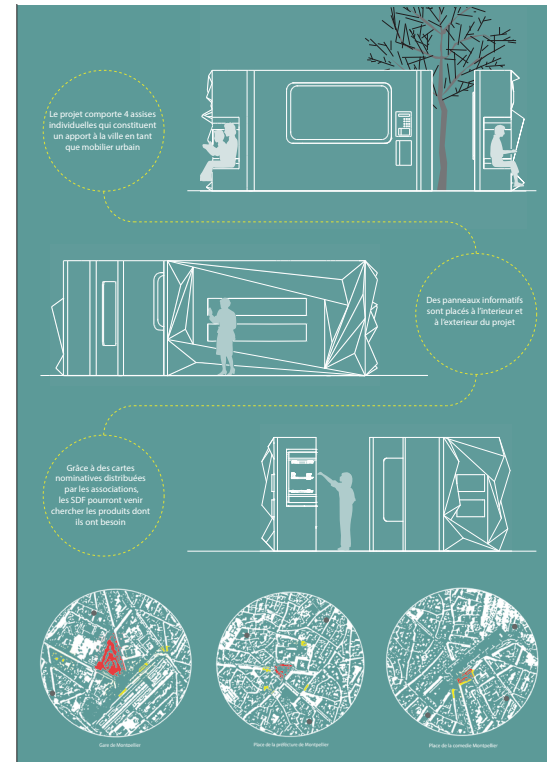 Le projet comporte 4 assises
individuelles qui constituent
un apport à la ville en tant
que mobilier urbain
Des panneaux informatifs
sont placés à l'interieur et
à l'exterieur du projet
Grâce à des cartes
nominatives distribuées
par les associations,
les SDF pourront venir
chercher les produits dont
ils ont besoin
Gare de Montpellier
Place de la préfécture de Montpellier
Place de la comedie Montpellier